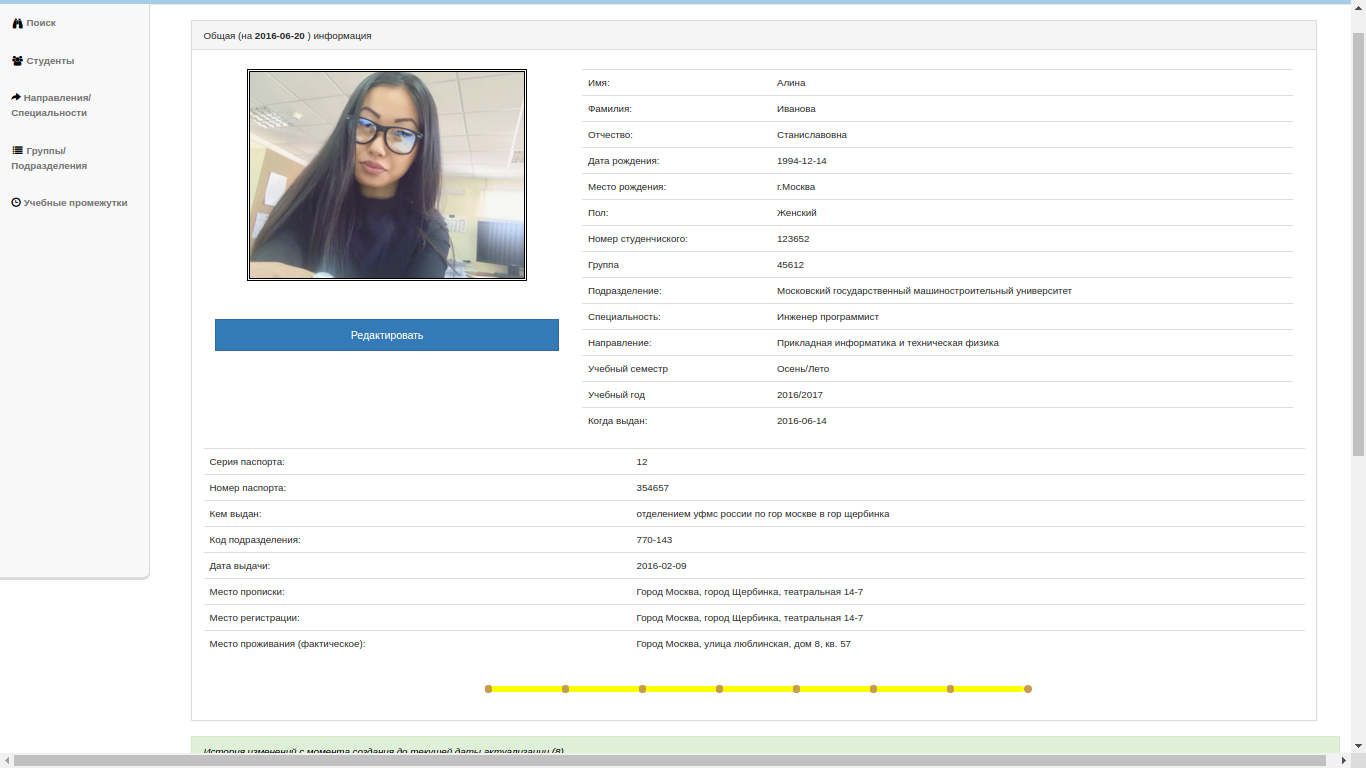 Поиск
Студенты
Направления/
Специальности
Группы/
Подразделения
Учебные промежутки
Общая (на 2016-06-20 ) информация
Редактировать
Имя: Алина
Фамилия: Иванова
Отчество: Станиславовна
Дата рождения: 1994-12-14
Место рождения: г.Москва
Пол: Женский
Номер студенчиского: 123652
Группа 45612
Подразделение: Московский государственный машиностроительный университет
Специальность: Инженер программист
Направление: Прикладная информатика и техническая физика
Учебный семестр Осень/Лето
Учебный год 2016/2017
Когда выдан: 2016-06-14
Серия паспорта: 12
Номер паспорта: 354657
Кем выдан: отделением уфмс россии по гор москве в гор щербинка
Код подразделения: 770-143
Дата выдачи: 2016-02-09
Место прописки: Город Москва, город Щербинка, театральная 14-7
Место регистрации: Город Москва, город Щербинка, театральная 14-7
Место проживания (фактическое): Город Москва, улица люблинская, дом 8, кв. 57
История изменений с момента создания до текущей даты актуализации (8)